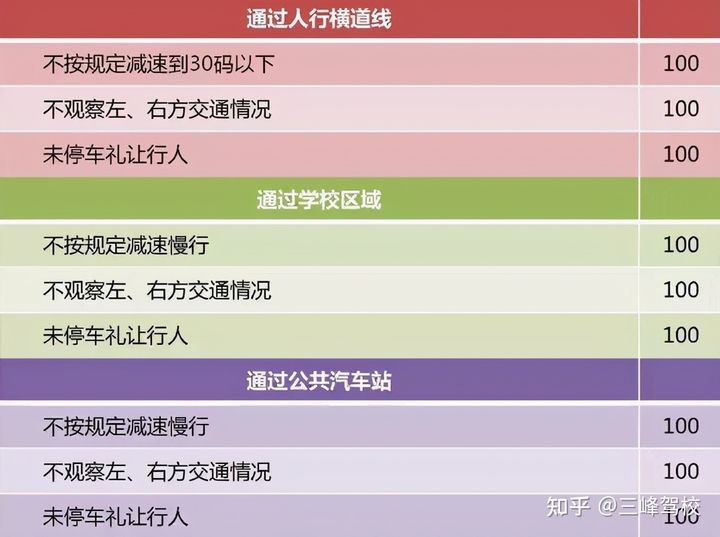 通过人行横道线
不按规定减速到30码以下 100
不观察左、右方交通情况 100
未停车礼让行人 100
通过学校区域
不按规定减速慢行 100
不观察左、右方交通情况 100
未停车礼让行人 100
通过公共汽车站
不按规定减速慢行 100
不观察左、右方交通情况 100
未停车礼让行人 100
知乎 @三峰驾校